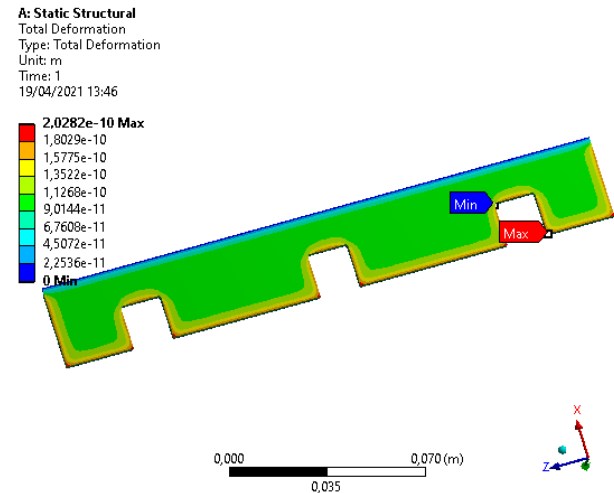 A: Static Structural
Total Deformation
Type: Total Deformation
Unit: m
Time: 1
19/04/2021 13:46
2,0282e-10 Max
1,8029e-10
1,5775e-10
1,3522e-10
1,1268e-10
9,0144e-11
6,7608e-11
4,5072e-11
2,2536e-11
0 Min
Min
Max
X
Z
0,000
0,070 (m)
0,035